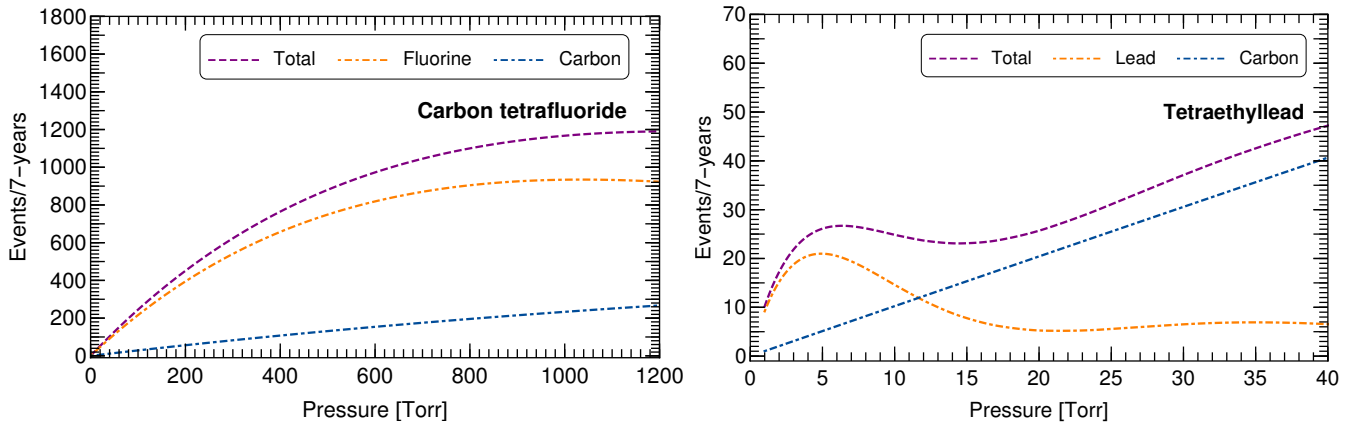 1800
1600
1400
1200
1000
800
600
400
200
0
Events/7−years
Total Fluorine Carbon
Carbon tetrafluoride
0 200 400 600 800 1000 1200
Pressure [Torr]
70
60
50
40
30
20
10
0
Events/7−years
Total Lead Carbon
Tetraethyllead
0 5 10 15 20 25 30 35 40
Pressure [Torr]